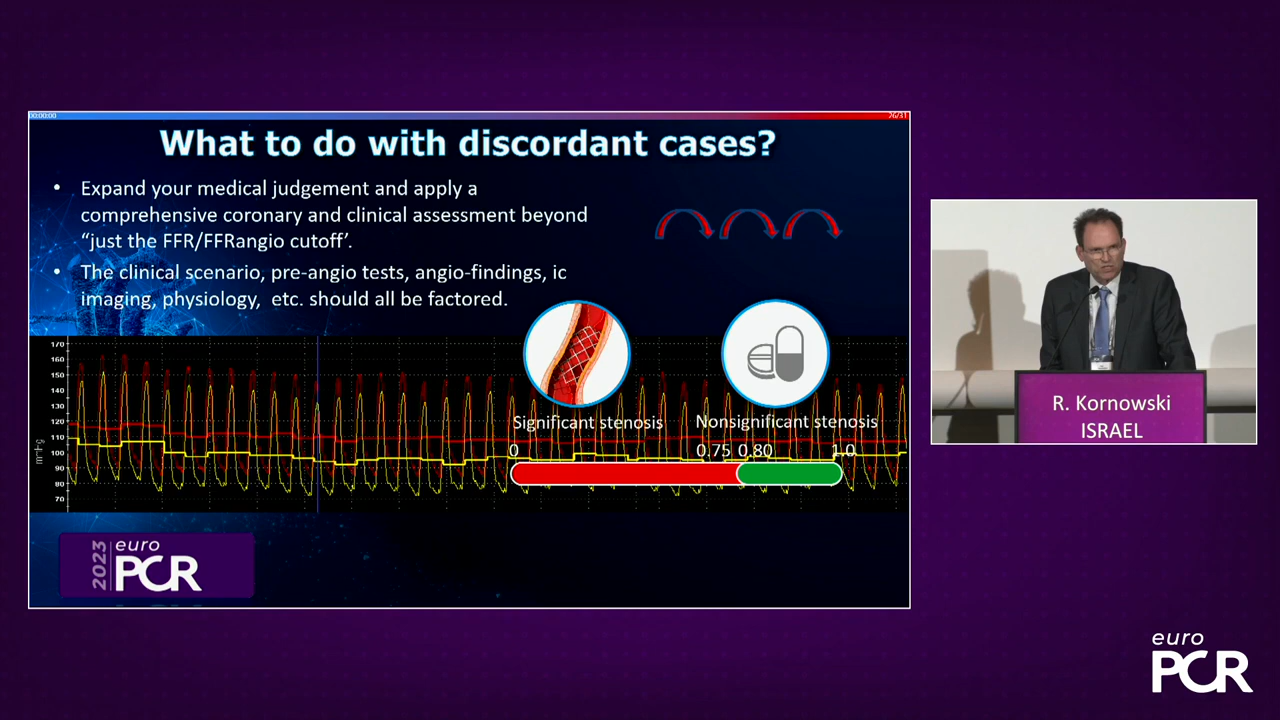 00:00:00
26/31
What to do with discordant cases?
• Expand your medical judgement and apply a
comprehensive coronary and clinical assessment beyond
“just the FFR/FFRangio cutoff’.
• The clinical scenario, pre-angio tests, angio-findings, ic
imaging, physiology, etc. should all be factored.
170
160
150
140
130
120
110
100
90
80
70
Significant stenosis
Nonsignificant stenosis
0
0.75 0.80
1.0
2023
euro
PCR
R. Kornowski
ISRAEL
euro
PCR